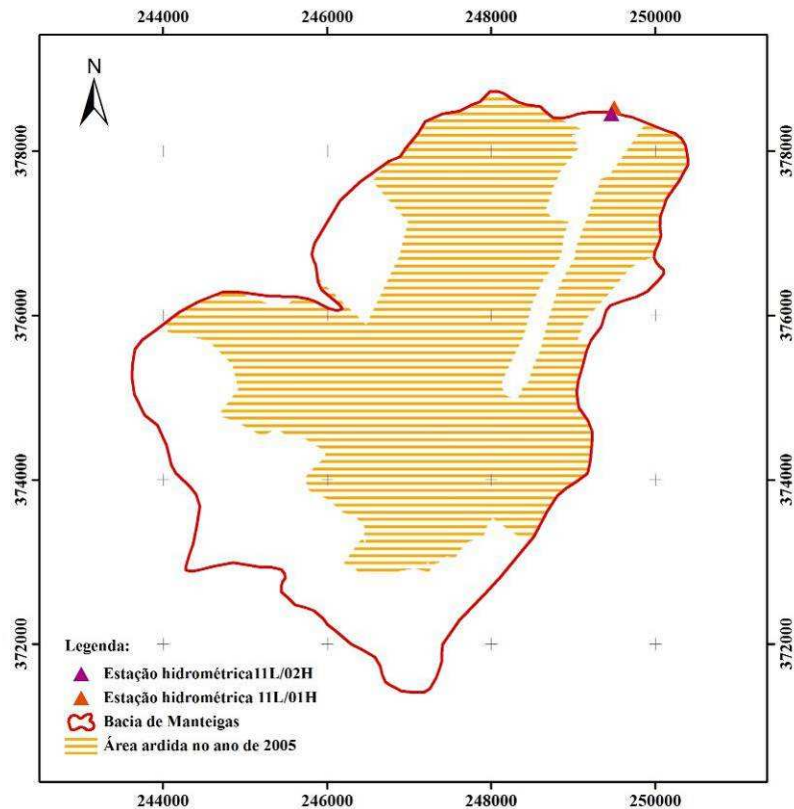 244000 246000 248000 250000
N
378000 378000
376000 376000
374000 374000
372000 372000
Legenda:
Estação hidrométrica11L/02H
Estação hidrométrica 11L/01H
Bacia de Manteigas
Área ardida no ano de 2005
244000 246000 248000 250000